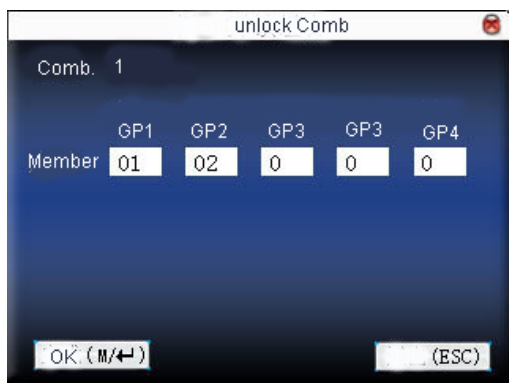 unlock Comb
Comb. 1
GP1 GP2 GP3 GP3 GP4
Member 01 02 0 0 0
OK (M/↵) (ESC)